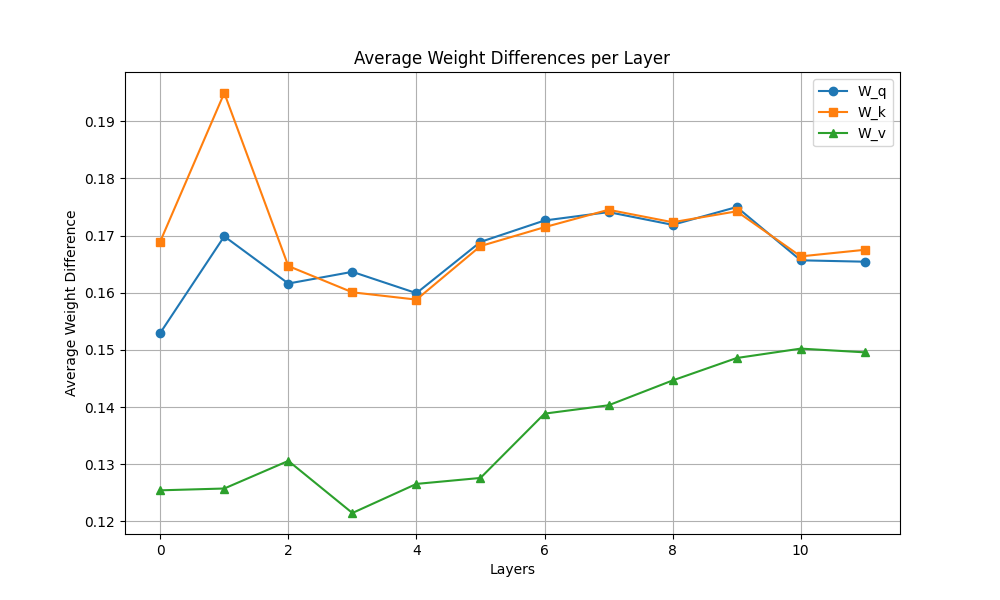 Average Weight Differences per Layer
W_q
W_k
W_v
Average Weight Difference
0.19
0.18
0.17
0.16
0.15
0.14
0.13
0.12
0 2 4 6 8 10
Layers